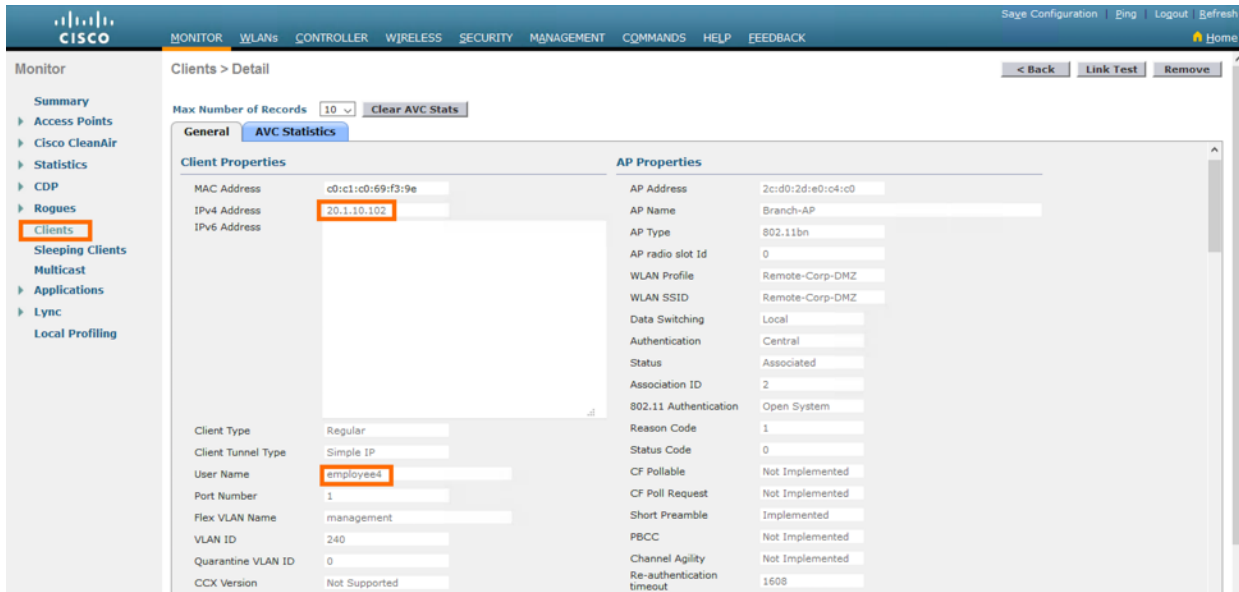 Save Configuration | Ping | Logout | Refresh
CISCO
MONITOR WLANs CONTROLLER WIRELESS SECURITY MANAGEMENT COMMANDS HELP FEEDBACK
Home
Monitor
Summary
Access Points
Cisco CleanAir
Statistics
CDP
Rogues
Clients
Sleeping Clients
Multicast
Applications
Lync
Local Profiling
Clients > Detail
< Back Link Test Remove
Max Number of Records 10 Clear AVC Stats
General AVC Statistics
Client Properties
MAC Address c0:c1:c0:69:f3:9e
IPv4 Address 20.1.10.102
IPv6 Address
Client Type Regular
Client Tunnel Type Simple IP
User Name employee4
Port Number 1
Flex VLAN Name management
VLAN ID 240
Quarantine VLAN ID 0
CCX Version Not Supported
AP Properties
AP Address 2c:d0:2d:e0:c4:c0
AP Name Branch-AP
AP Type 802.11bn
AP radio slot Id 0
WLAN Profile Remote-Corp-DMZ
WLAN SSID Remote-Corp-DMZ
Data Switching Local
Authentication Central
Status Associated
Association ID 2
802.11 Authentication Open System
Reason Code 1
Status Code 0
CF Pollable Not Implemented
CF Poll Request Not Implemented
Short Preamble Implemented
PBCC Not Implemented
Channel Agility Not Implemented
Re-authentication
timeout 1608